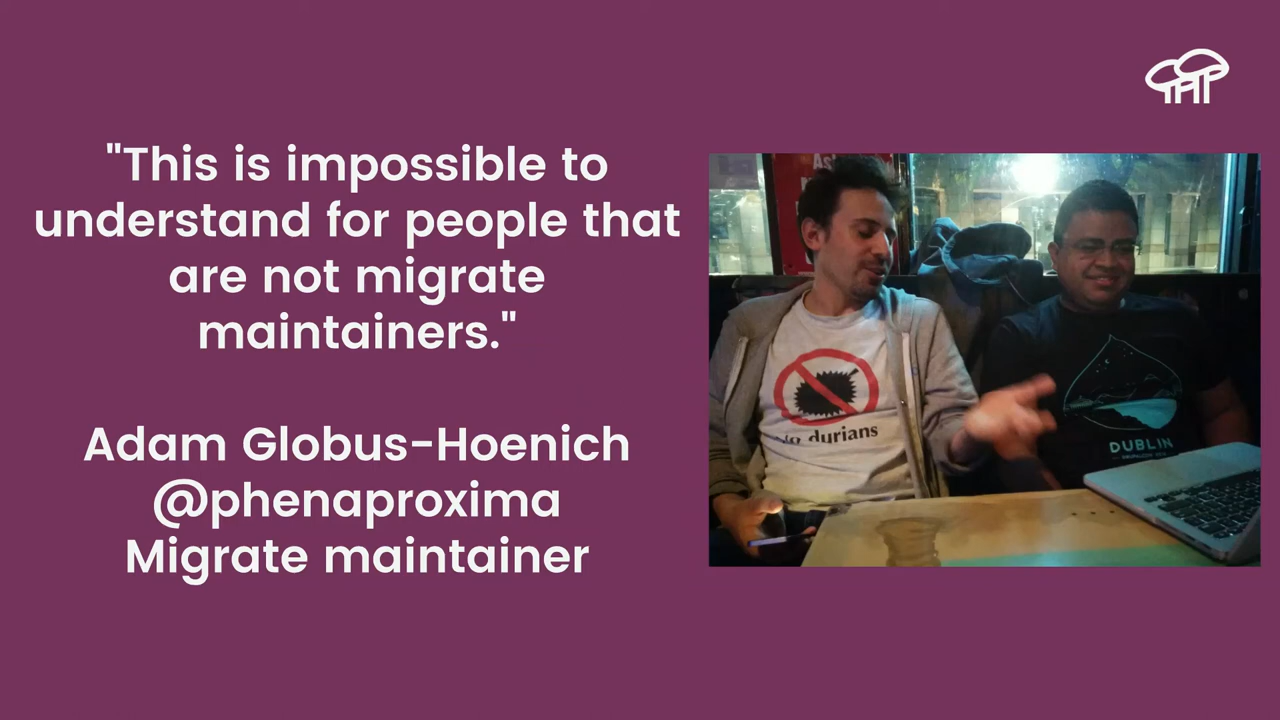 "This is impossible to
understand for people that
are not migrate
maintainers."
Adam Globus-Hoenich
@phenaproxima
Migrate maintainer
No durians
DUBLIN